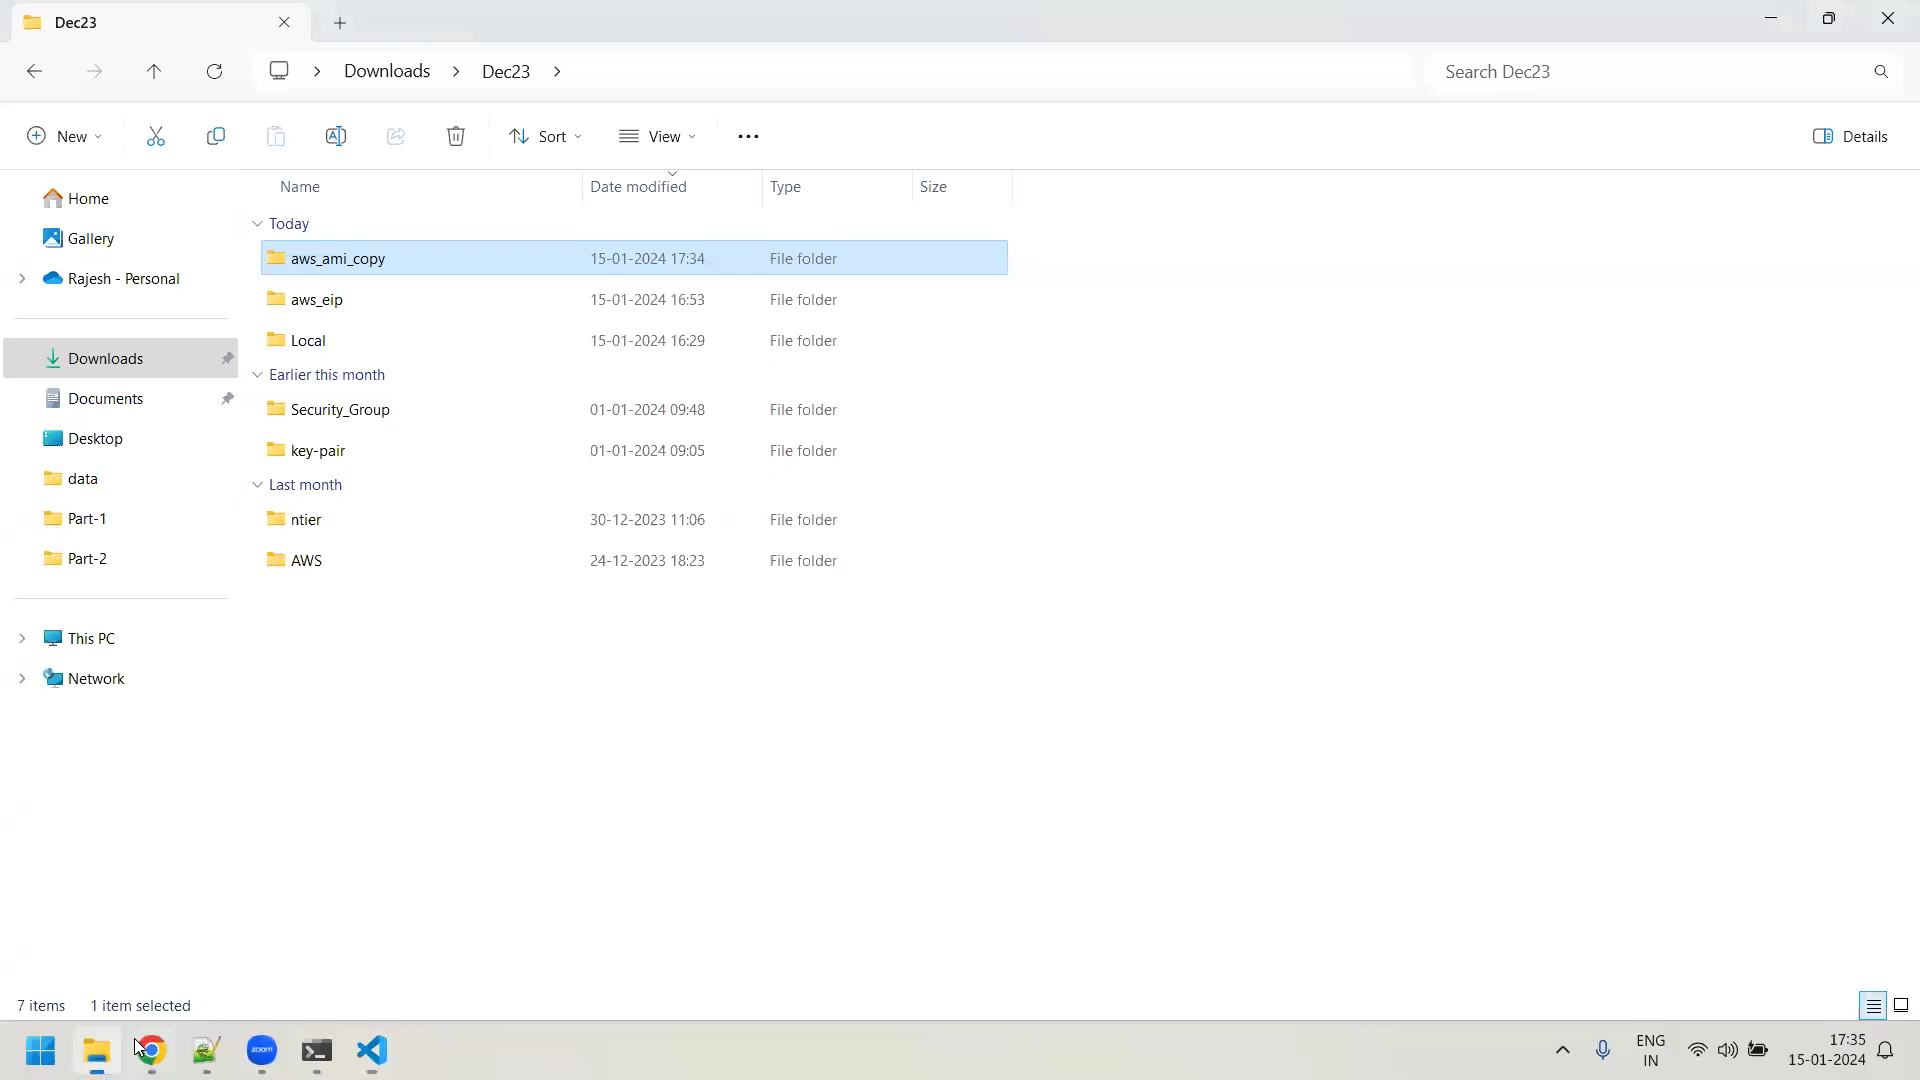 Dec23
Downloads
Dec23
Search Dec23
New
Sort
View
Details
Name
Date modified
Type
Size
Home
Gallery
Rajesh - Personal
Downloads
Documents
Desktop
data
Part-1
Part-2
This PC
Network
Today
aws_ami_copy 15-01-2024 17:34 File folder
aws_eip 15-01-2024 16:53 File folder
Local 15-01-2024 16:29 File folder
Earlier this month
Security_Group 01-01-2024 09:48 File folder
key-pair 01-01-2024 09:05 File folder
Last month
ntier 30-12-2023 11:06 File folder
AWS 24-12-2023 18:23 File folder
7 items 1 item selected
zoom
ENG
IN
17:35
15-01-2024